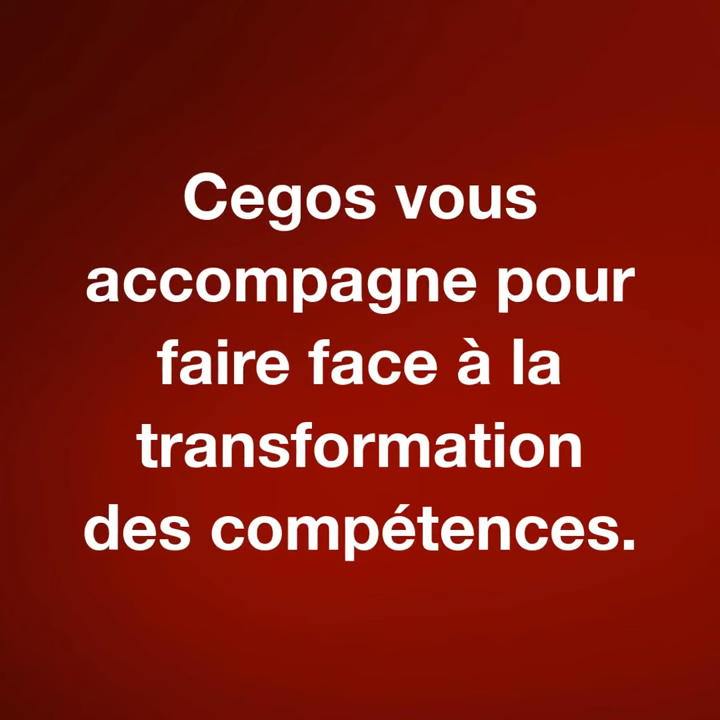 Cegos vous
accompagne pour
faire face à la
transformation
des compétences.